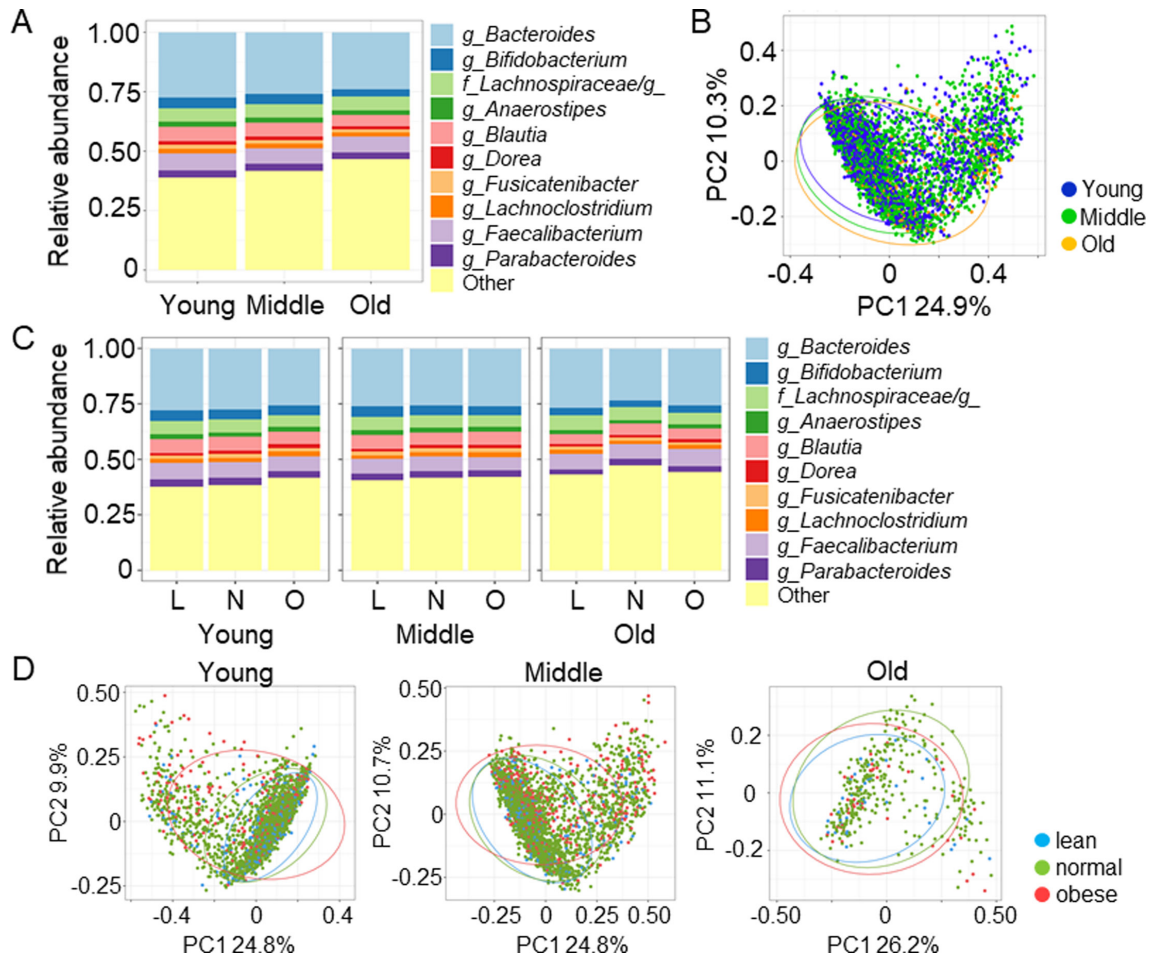 A
Relative abundance
1.00
0.75
0.50
0.25
0
Young Middle Old
g_Bacteroides
g_Bifidobacterium
f_Lachnospiraceae/g_
g_Anaerostipes
g_Blautia
g_Dorea
g_Fusicatenibacter
g_Lachnoclostridium
g_Faecalibacterium
g_Parabacteroides
Other
B
PC2 10.3%
0.4
0.2
0
-0.2
-0.4 0 0.4
PC1 24.9%
Young
Middle
Old
C
Relative abundance
1.00
0.75
0.50
0.25
0
L N O L N O L N O
Young Middle Old
g_Bacteroides
g_Bifidobacterium
f_Lachnospiraceae/g_
g_Anaerostipes
g_Blautia
g_Dorea
g_Fusicatenibacter
g_Lachnoclostridium
g_Faecalibacterium
g_Parabacteroides
Other
D
Young
PC2 9.9%
0.50
0.25
0
-0.25
-0.4 0 0.4
PC1 24.8%
Middle
PC2 10.7%
0.50
0.25
0
-0.25
-0.25 0 0.25 0.50
PC1 24.8%
Old
PC2 11.1%
0.2
0
-0.2
-0.50 0 0.50
PC1 26.2%
lean
normal
obese